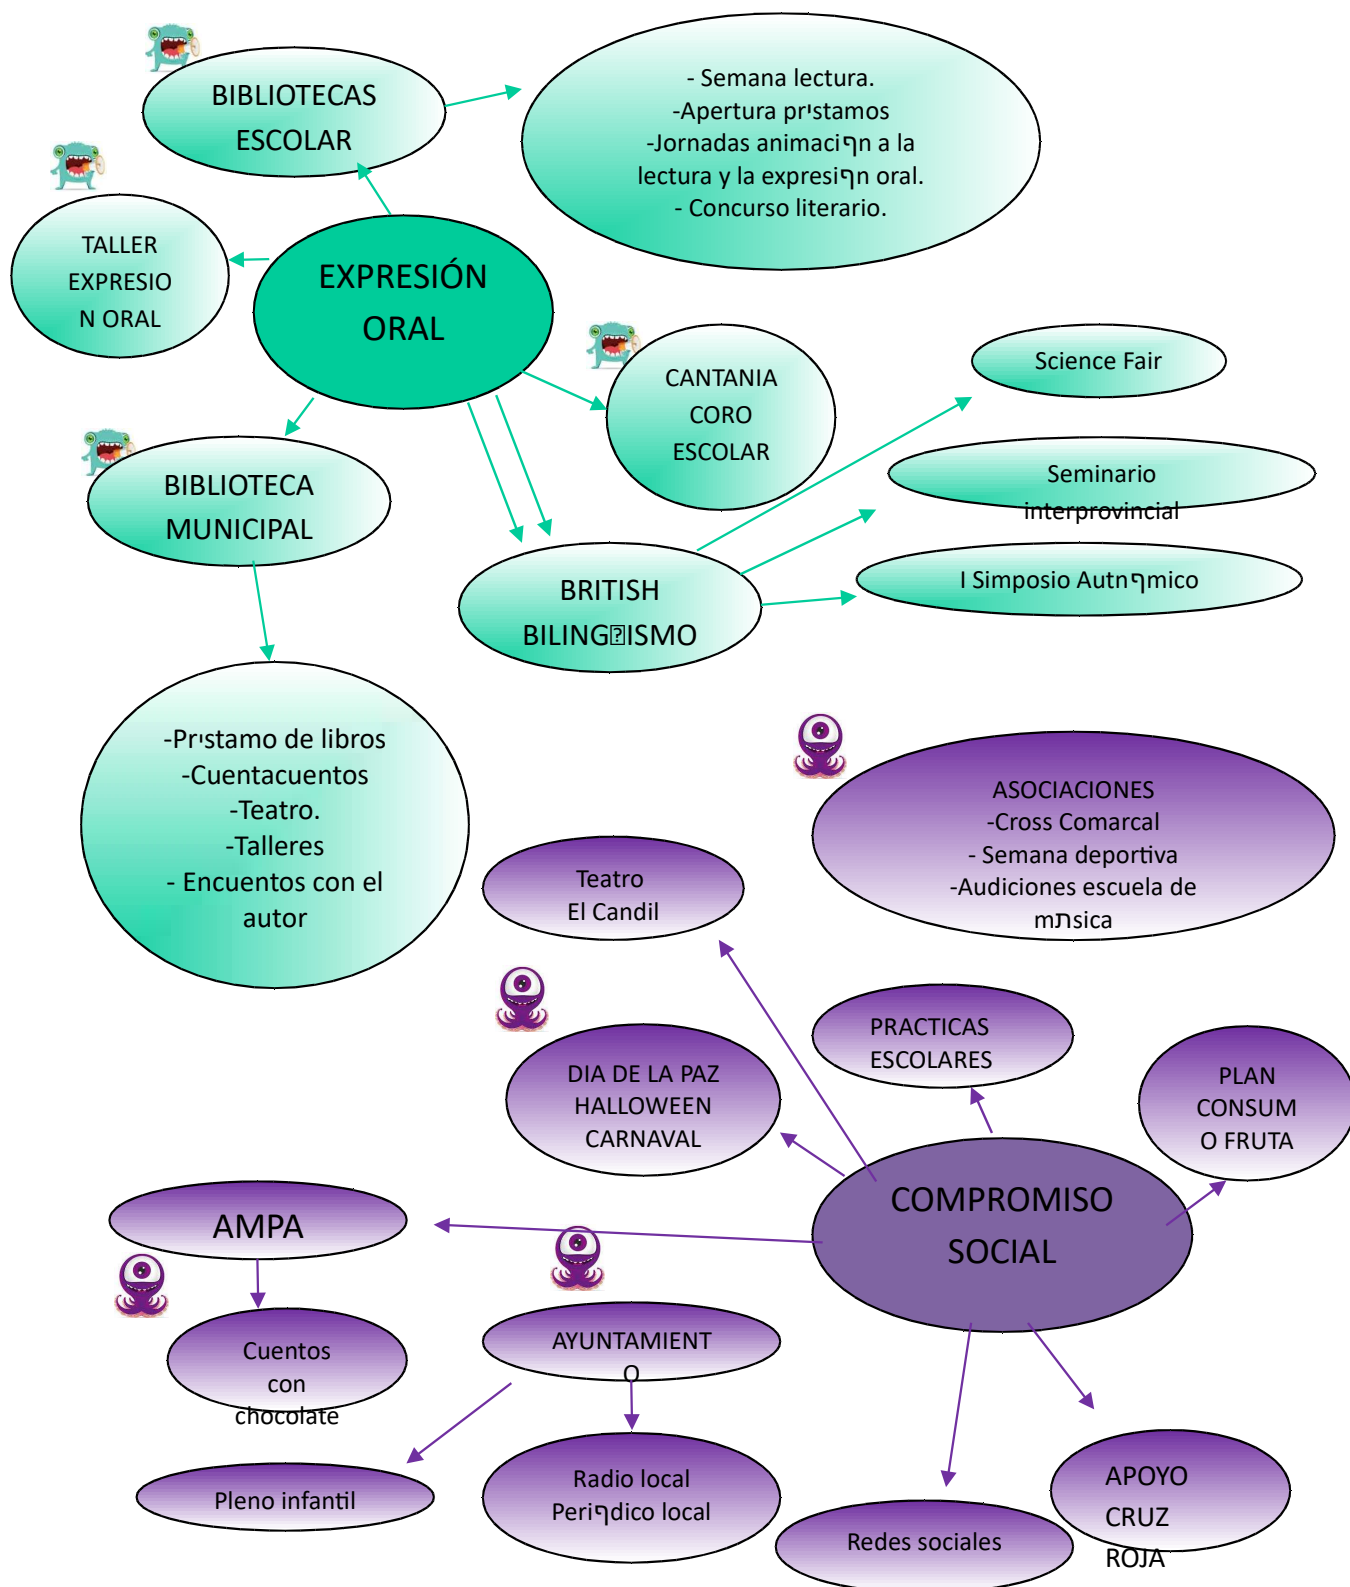 BIBLIOTECAS
ESCOLAR
- Semana lectura.
-Apertura prיstamos
-Jornadas animaciףn a la
lectura y la expresiףn oral.
- Concurso literario.
TALLER
EXPRESIO
N ORAL
EXPRESIÓN
ORAL
CANTANIA
CORO
ESCOLAR
Science Fair
BIBLIOTECA
MUNICIPAL
Seminario
interprovincial
BRITISH
BILING�ISMO
I Simposio Autnףmico
-Prיstamo de libros
-Cuentacuentos
-Teatro.
-Talleres
- Encuentos con el
autor
ASOCIACIONES
-Cross Comarcal
- Semana deportiva
-Audiciones escuela de
mתsica
Teatro
El Candil
PRACTICAS
ESCOLARES
DIA DE LA PAZ
HALLOWEEN
CARNAVAL
PLAN
CONSUM
O FRUTA
COMPROMISO
SOCIAL
AMPA
Cuentos
con
chocolate
AYUNTAMIENT
O
Pleno infantil
Radio local
Periףdico local
Redes sociales
APOYO
CRUZ
ROJA